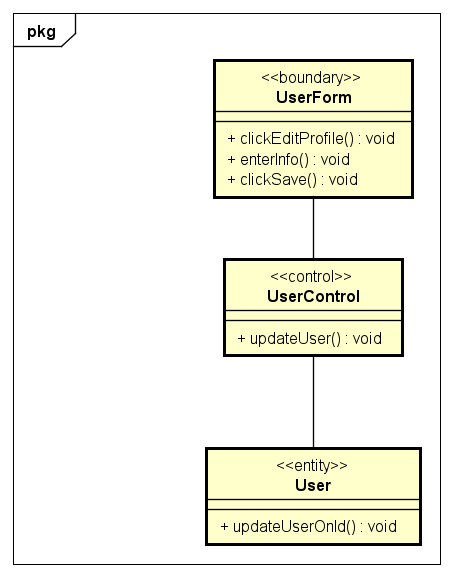 pkg
<<boundary>>
UserForm
+ clickEditProfile() : void
+ enterInfo() : void
+ clickSave() : void
<<control>>
UserControl
+ updateUser() : void
<<entity>>
User
+ updateUserOnId() : void